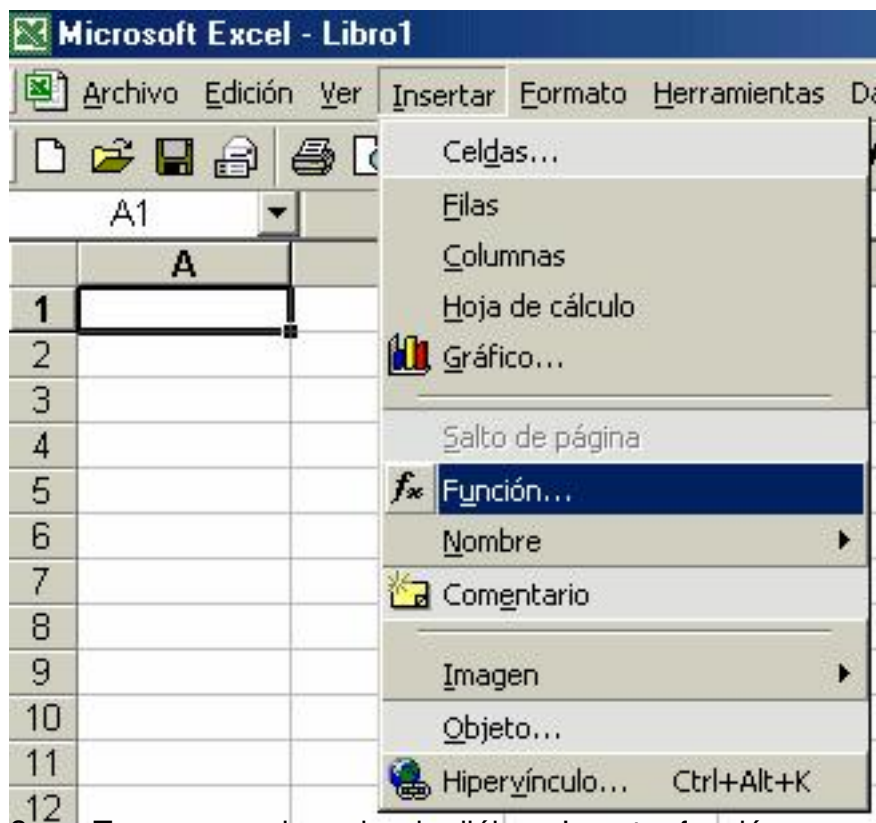 Microsoft Excel - Libro1
Archivo Edición Ver Insertar Formato Herramientas
A1
A
1
2
3
4
5
6
7
8
9
10
11
12
Celdas...
Filas
Columnas
Hoja de cálculo
Gráfico...
Salto de página
Función...
Nombre
Comentario
Imagen
Objeto...
Hipervínculo... Ctrl+Alt+K